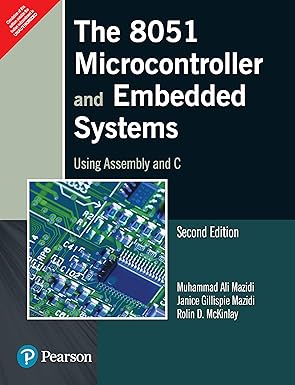 The 8051
Microcontroller
and Embedded
Systems
Using Assembly and C
Second Edition
Muhammad Ali Mazidi
Janice Gillispie Mazidi
Rolin D. McKinlay
Pearson